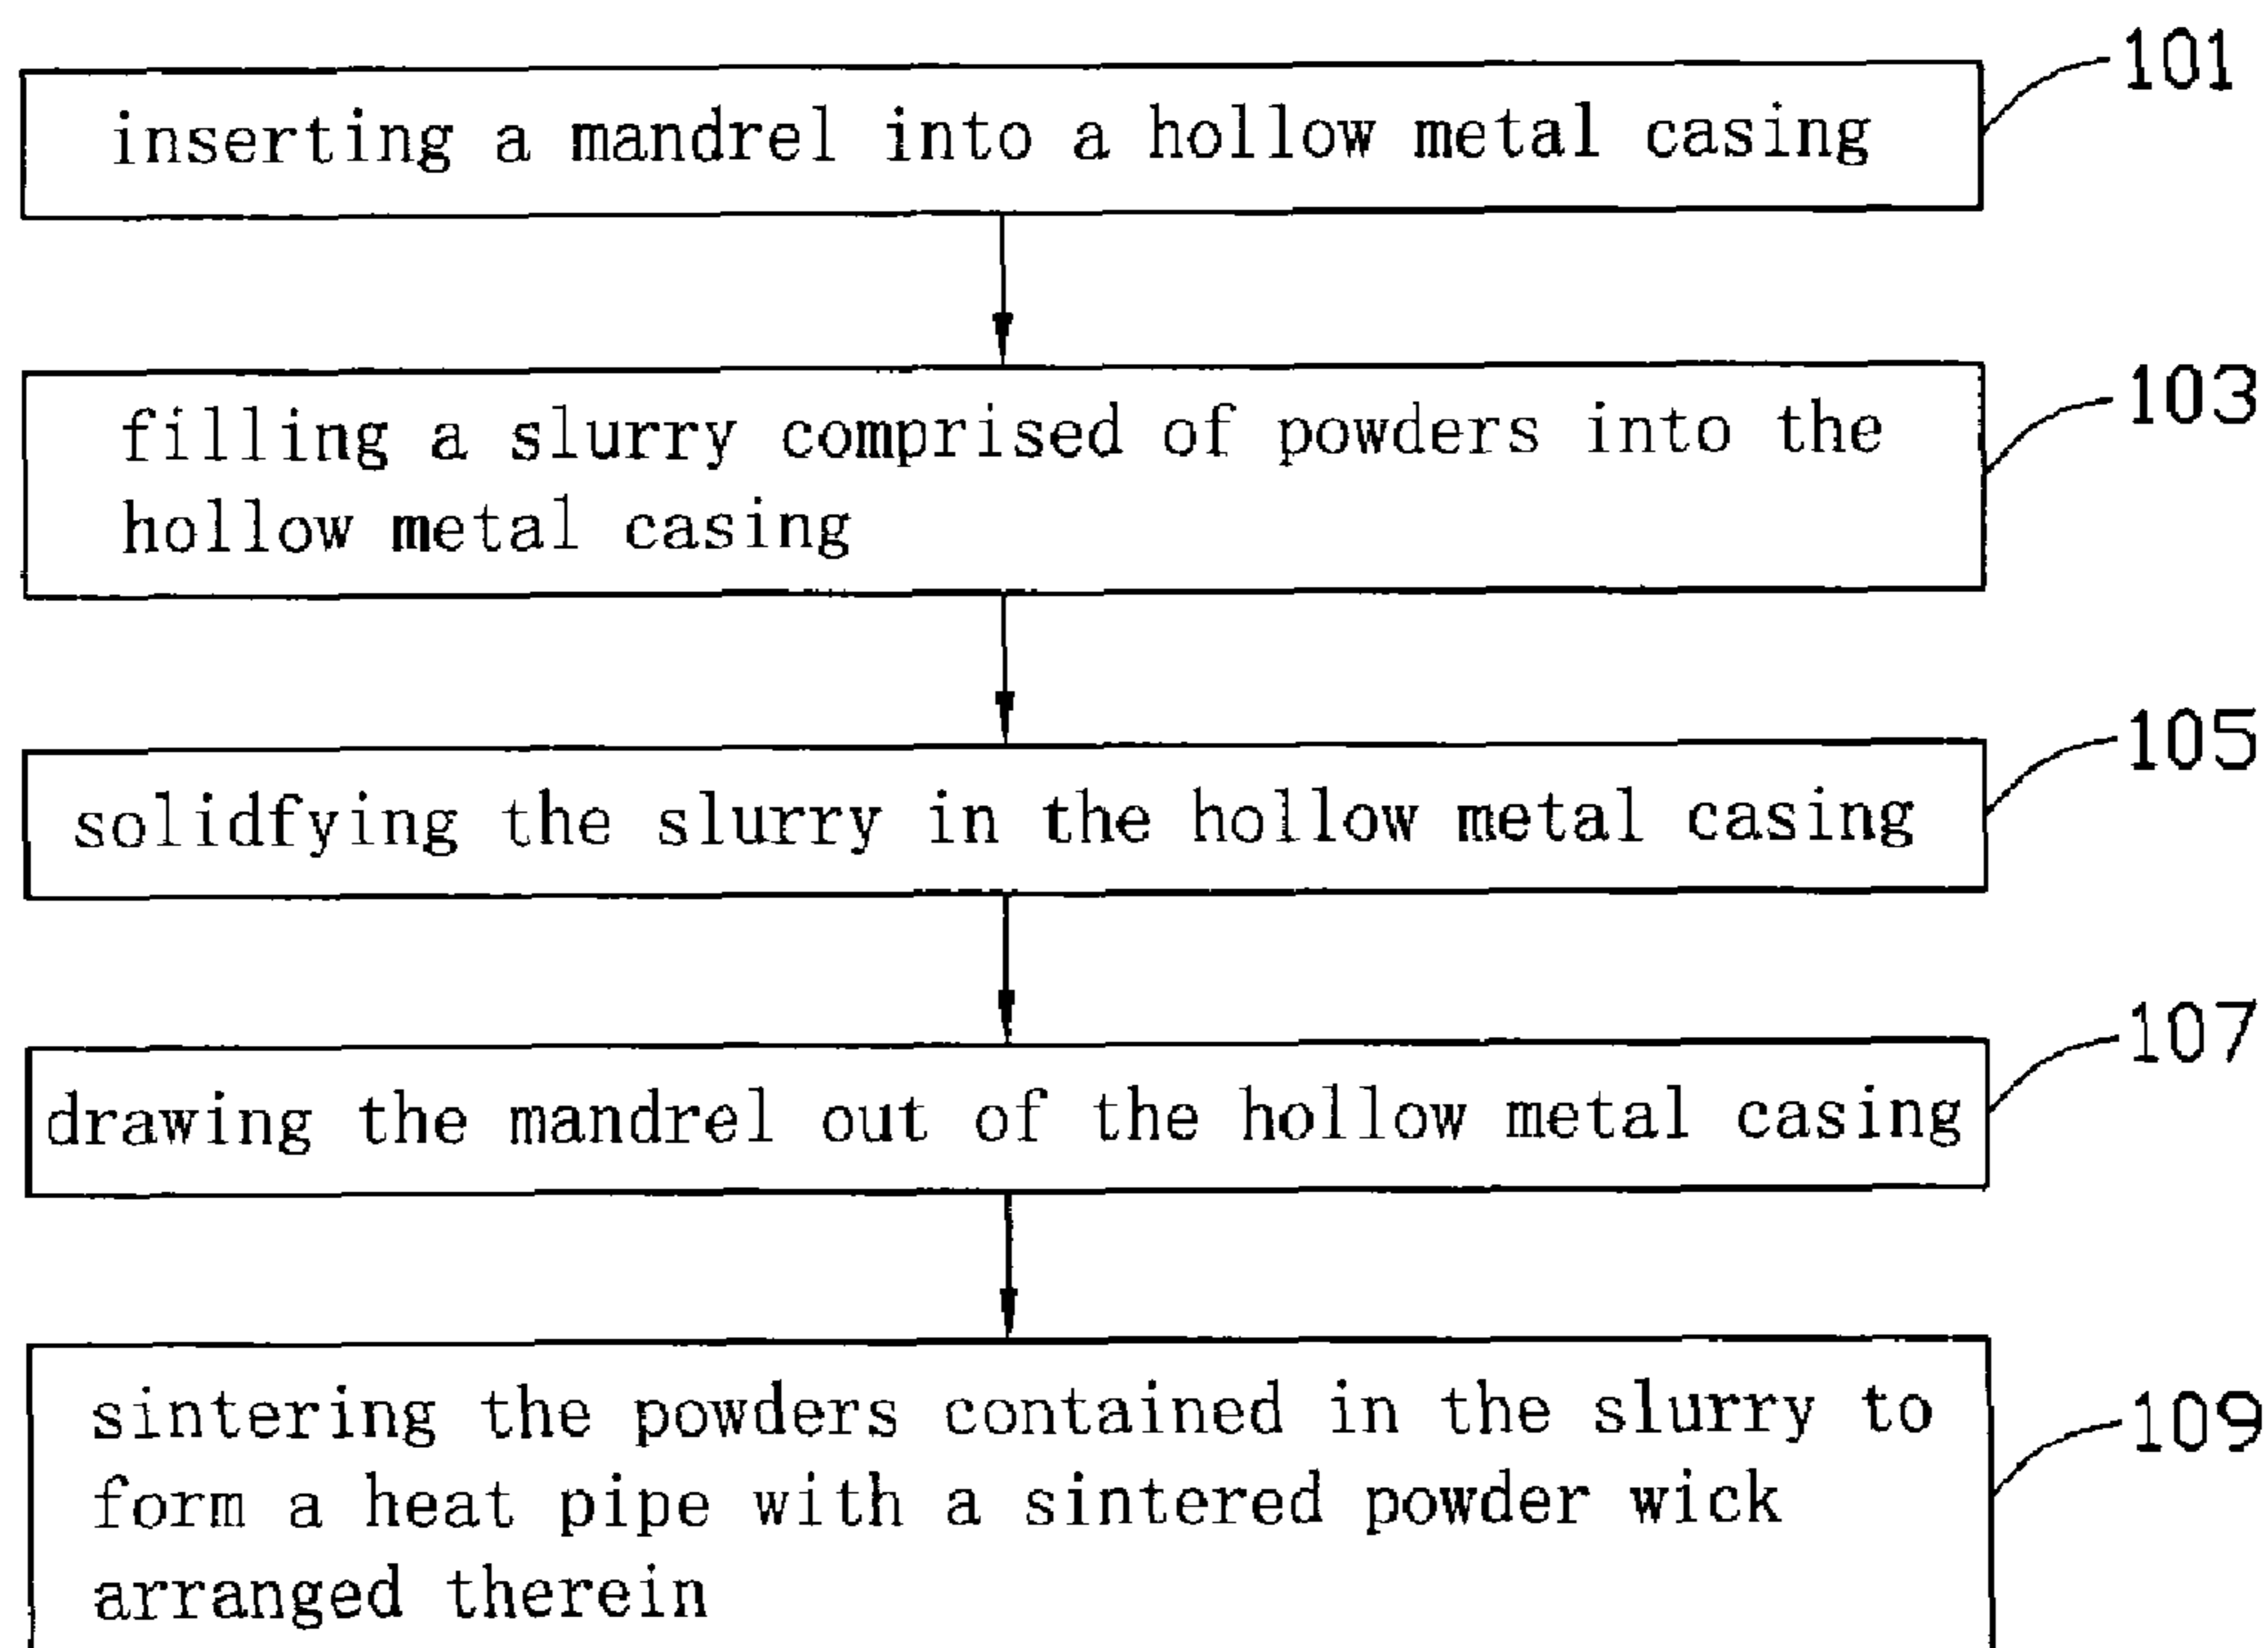 101
inserting a mandrel into a hollow metal casing
103
filling a slurry comprised of powders into the
hollow metal casing
105
solidfying the slurry in the hollow metal casing
107
drawing the mandrel out of the hollow metal casing
109
sintering the powders contained in the slurry to
form a heat pipe with a sintered powder wick
arranged therein